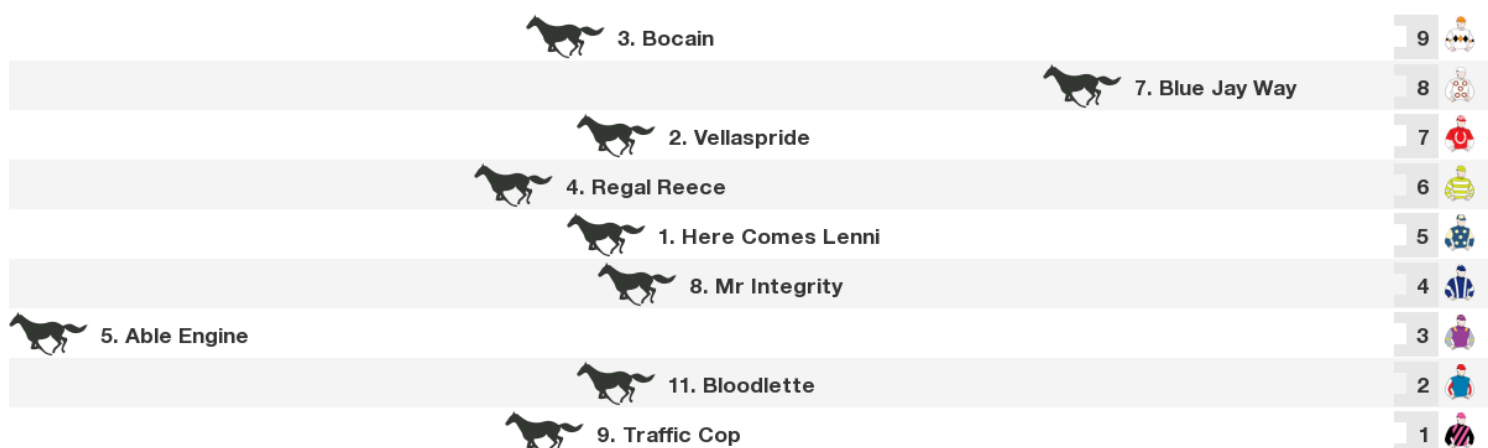 3. Bocain 9
7. Blue Jay Way 8
2. Vellaspride 7
4. Regal Reece 6
1. Here Comes Lenni 5
8. Mr Integrity 4
5. Able Engine 3
11. Bloodlette 2
9. Traffic Cop 1